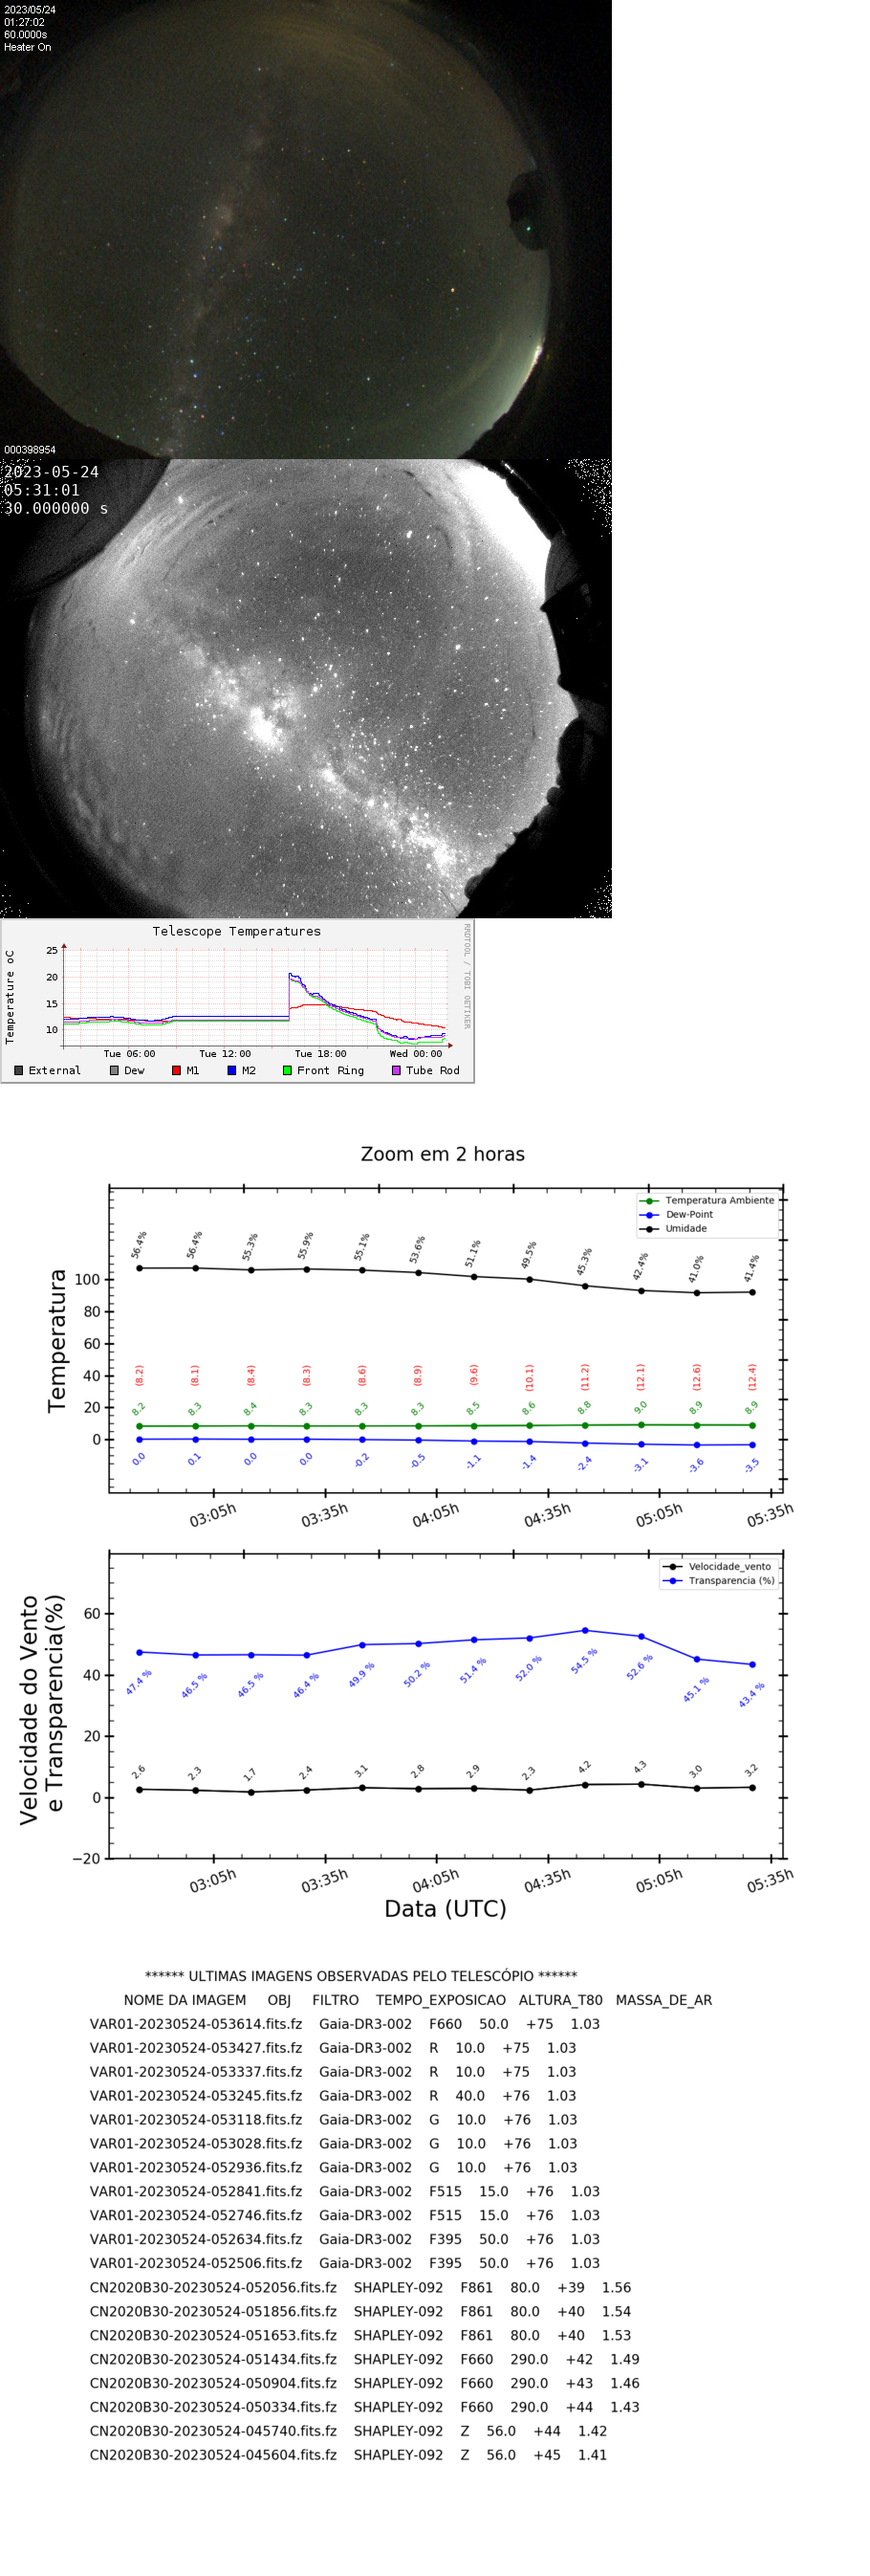 2023/05/24
01:27:02
60.0000s
Heater On
000398954
2023-05-24
05:31:01
30.000000 s
Telescope Temperatures
RRDTOOL / TOBI OETIKER
Temperature oC
25
20
15
10
Tue 06:00 Tue 12:00 Tue 18:00 Wed 00:00
External Dew M1 M2 Front Ring Tube Rod
Zoom em 2 horas
Temperatura Ambiente
Dew-Point
Umidade
Temperatura
100
80
60
40
20
0
56.4% 56.4% 55.3% 55.9% 55.1% 53.6% 51.1% 49.5% 45.3% 42.4% 41.0% 41.4%
(8.2) (8.1) (8.4) (8.3) (8.6) (8.9) (9.6) (10.1) (11.2) (12.1) (12.6) (12.4)
8.2 8.3 8.4 8.3 8.3 8.3 8.5 8.6 8.8 9.0 8.9 8.9
0.0 0.1 0.0 0.0 -0.2 -0.5 -1.1 -1.4 -2.4 -3.1 -3.6 -3.5
03:05h 03:35h 04:05h 04:35h 05:05h 05:35h
Velocidade_vento
Transparencia (%)
Velocidade do Vento
e Transparencia(%)
60
40
20
0
−20
47.4 % 46.5 % 46.5 % 46.4 % 49.9 % 50.2 % 51.4 % 52.0 % 54.5 % 52.6 % 45.1 % 43.4 %
2.6 2.3 1.7 2.4 3.1 2.8 2.9 2.3 4.2 4.3 3.0 3.2
03:05h 03:35h 04:05h 04:35h 05:05h 05:35h
Data (UTC)
****** ULTIMAS IMAGENS OBSERVADAS PELO TELESCÓPIO ******
NOME DA IMAGEM OBJ FILTRO TEMPO_EXPOSICAO ALTURA_T80 MASSA_DE_AR
VAR01-20230524-053614.fits.fz Gaia-DR3-002 F660 50.0 +75 1.03
VAR01-20230524-053427.fits.fz Gaia-DR3-002 R 10.0 +75 1.03
VAR01-20230524-053337.fits.fz Gaia-DR3-002 R 10.0 +75 1.03
VAR01-20230524-053245.fits.fz Gaia-DR3-002 R 40.0 +76 1.03
VAR01-20230524-053118.fits.fz Gaia-DR3-002 G 10.0 +76 1.03
VAR01-20230524-053028.fits.fz Gaia-DR3-002 G 10.0 +76 1.03
VAR01-20230524-052936.fits.fz Gaia-DR3-002 G 10.0 +76 1.03
VAR01-20230524-052841.fits.fz Gaia-DR3-002 F515 15.0 +76 1.03
VAR01-20230524-052746.fits.fz Gaia-DR3-002 F515 15.0 +76 1.03
VAR01-20230524-052634.fits.fz Gaia-DR3-002 F395 50.0 +76 1.03
VAR01-20230524-052506.fits.fz Gaia-DR3-002 F395 50.0 +76 1.03
CN2020B30-20230524-052056.fits.fz SHAPLEY-092 F861 80.0 +39 1.56
CN2020B30-20230524-051856.fits.fz SHAPLEY-092 F861 80.0 +40 1.54
CN2020B30-20230524-051653.fits.fz SHAPLEY-092 F861 80.0 +40 1.53
CN2020B30-20230524-051434.fits.fz SHAPLEY-092 F660 290.0 +42 1.49
CN2020B30-20230524-050904.fits.fz SHAPLEY-092 F660 290.0 +43 1.46
CN2020B30-20230524-050334.fits.fz SHAPLEY-092 F660 290.0 +44 1.43
CN2020B30-20230524-045740.fits.fz SHAPLEY-092 Z 56.0 +44 1.42
CN2020B30-20230524-045604.fits.fz SHAPLEY-092 Z 56.0 +45 1.41